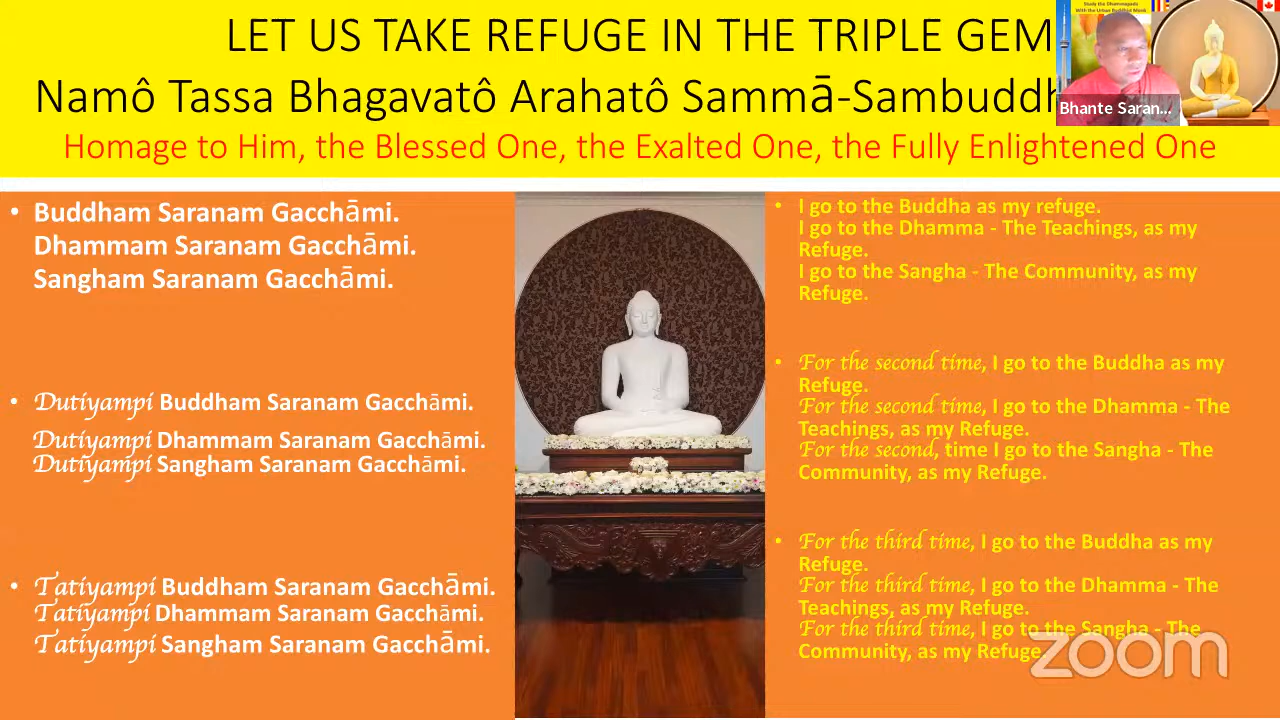 LET US TAKE REFUGE IN THE TRIPLE GEM
Namô Tassa Bhagavatô Arahatô Sammā-Sambuddh
Homage to Him, the Blessed One, the Exalted One, the Fully Enlightened One
Study the Dhammapada
With the Urban Buddhist Monk
Bhante Saran...
• Buddham Saranam Gacchāmi.
Dhammam Saranam Gacchāmi.
Sangham Saranam Gacchāmi.
• Dutiyampi Buddham Saranam Gacchāmi.
Dutiyampi Dhammam Saranam Gacchāmi.
Dutiyampi Sangham Saranam Gacchāmi.
• Tatiyampi Buddham Saranam Gacchāmi.
Tatiyampi Dhammam Saranam Gacchāmi.
Tatiyampi Sangham Saranam Gacchāmi.
• I go to the Buddha as my refuge.
I go to the Dhamma - The Teachings, as my
Refuge.
I go to the Sangha - The Community, as my
Refuge.
• For the second time, I go to the Buddha as my
Refuge.
For the second time, I go to the Dhamma - The
Teachings, as my Refuge.
For the second, time I go to the Sangha - The
Community, as my Refuge.
• For the third time, I go to the Buddha as my
Refuge.
For the third time, I go to the Dhamma - The
Teachings, as my Refuge.
For the third time, I go to the Sangha - The
Community, as my Refuge.
zoom